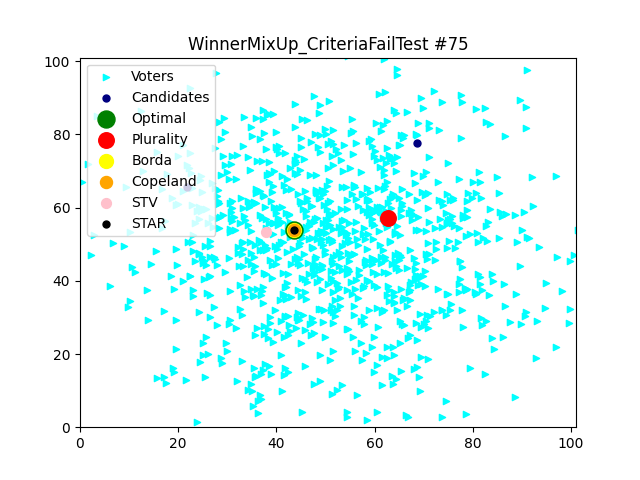 WinnerMixUp_CriteriaFailTest #75
100
80
60
40
20
0
Voters
Candidates
Optimal
Plurality
Borda
Copeland
STV
STAR
0 20 40 60 80 100